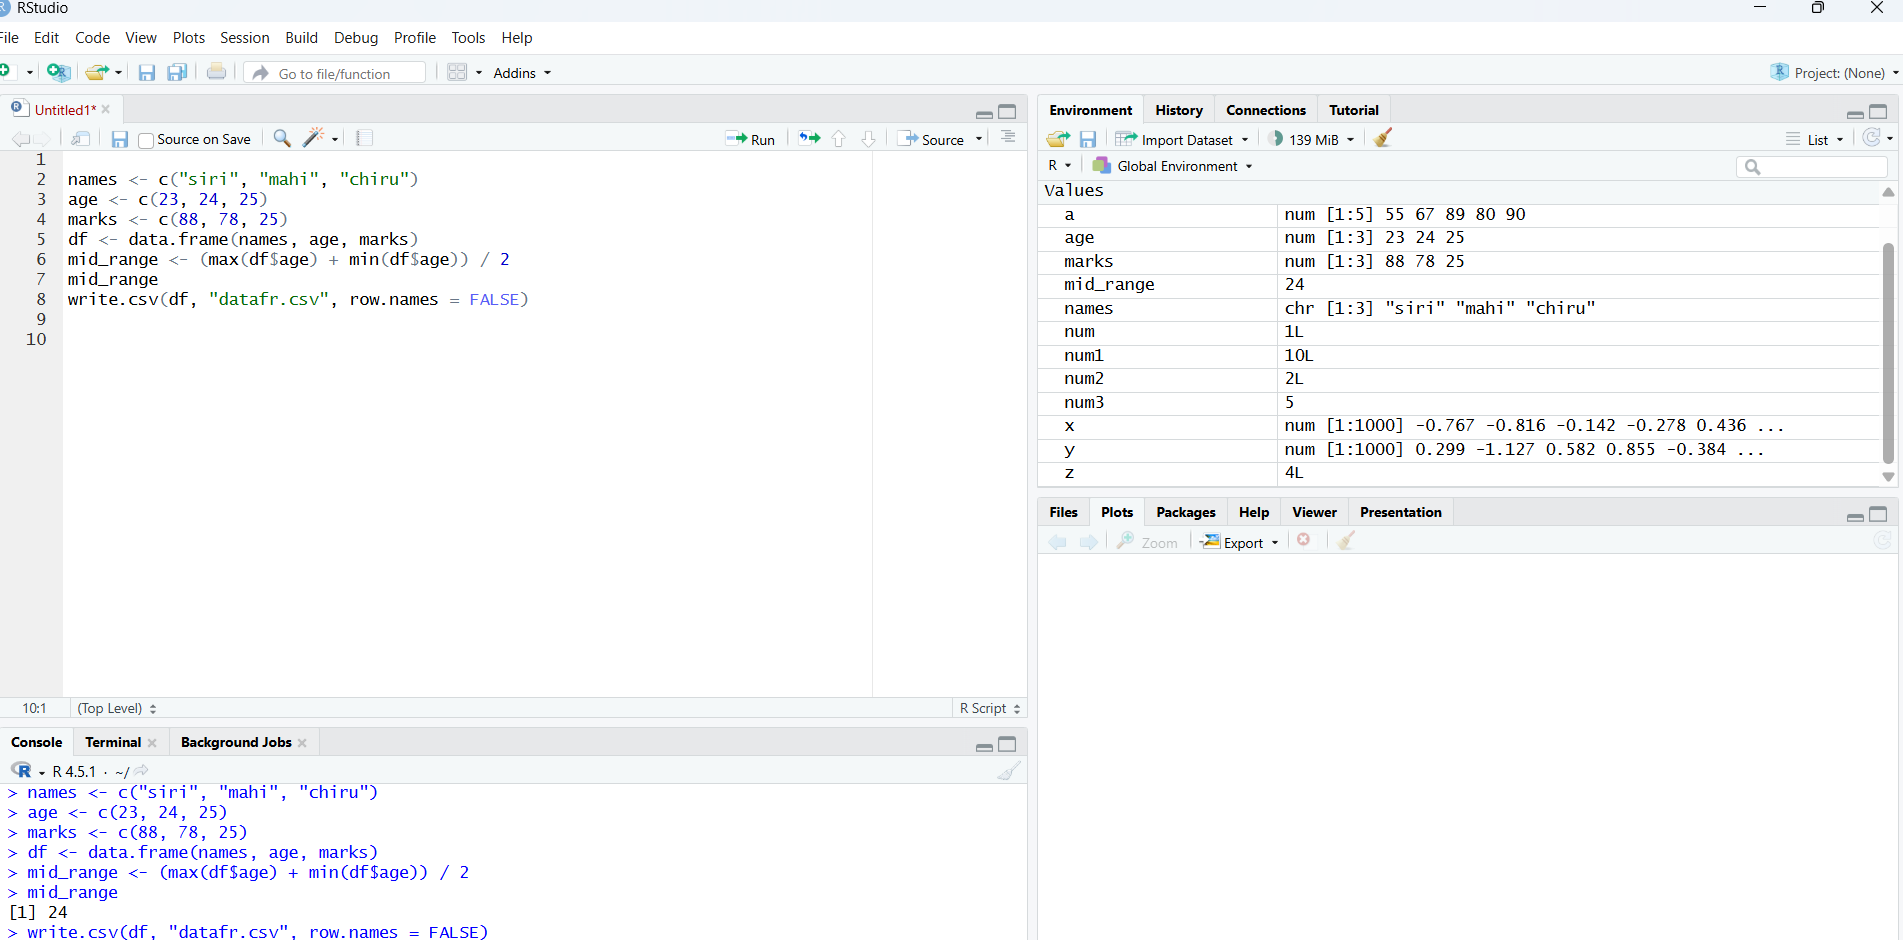 RStudio
File Edit Code View Plots Session Build Debug Profile Tools Help
Go to file/function Addins Project: (None)
Untitled1*
Source on Save Run Source
1
2 names <- c("siri", "mahi", "chiru")
3 age <- c(23, 24, 25)
4 marks <- c(88, 78, 25)
5 df <- data.frame(names, age, marks)
6 mid_range <- (max(df$age) + min(df$age)) / 2
7 mid_range
8 write.csv(df, "datafr.csv", row.names = FALSE)
9
10
10:1 (Top Level) R Script
Console Terminal Background Jobs
R 4.5.1 · ~/
> names <- c("siri", "mahi", "chiru")
> age <- c(23, 24, 25)
> marks <- c(88, 78, 25)
> df <- data.frame(names, age, marks)
> mid_range <- (max(df$age) + min(df$age)) / 2
> mid_range
[1] 24
> write.csv(df, "datafr.csv", row.names = FALSE)
Environment History Connections Tutorial
Import Dataset 139 MiB List
R Global Environment
Values
a num [1:5] 55 67 89 80 90
age num [1:3] 23 24 25
marks num [1:3] 88 78 25
mid_range 24
names chr [1:3] "siri" "mahi" "chiru"
num 1L
num1 10L
num2 2L
num3 5
x num [1:1000] -0.767 -0.816 -0.142 -0.278 0.436 ...
y num [1:1000] 0.299 -1.127 0.582 0.855 -0.384 ...
z 4L
Files Plots Packages Help Viewer Presentation
Zoom Export